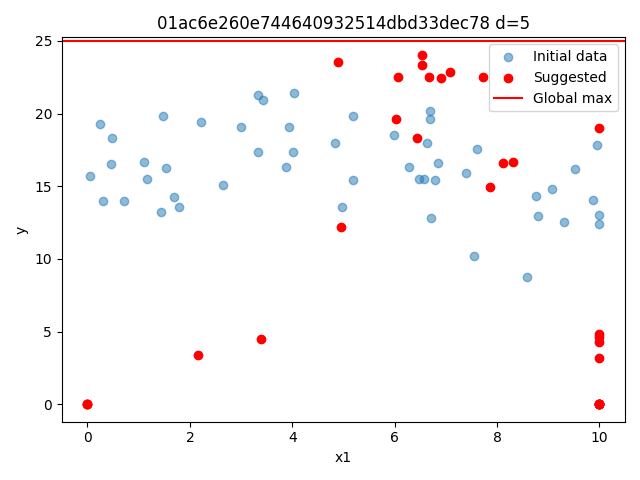 01ac6e260e744640932514dbd33dec78 d=5
25
20
15
10
5
0
y
0 2 4 6 8 10
x1
Initial data
Suggested
Global max